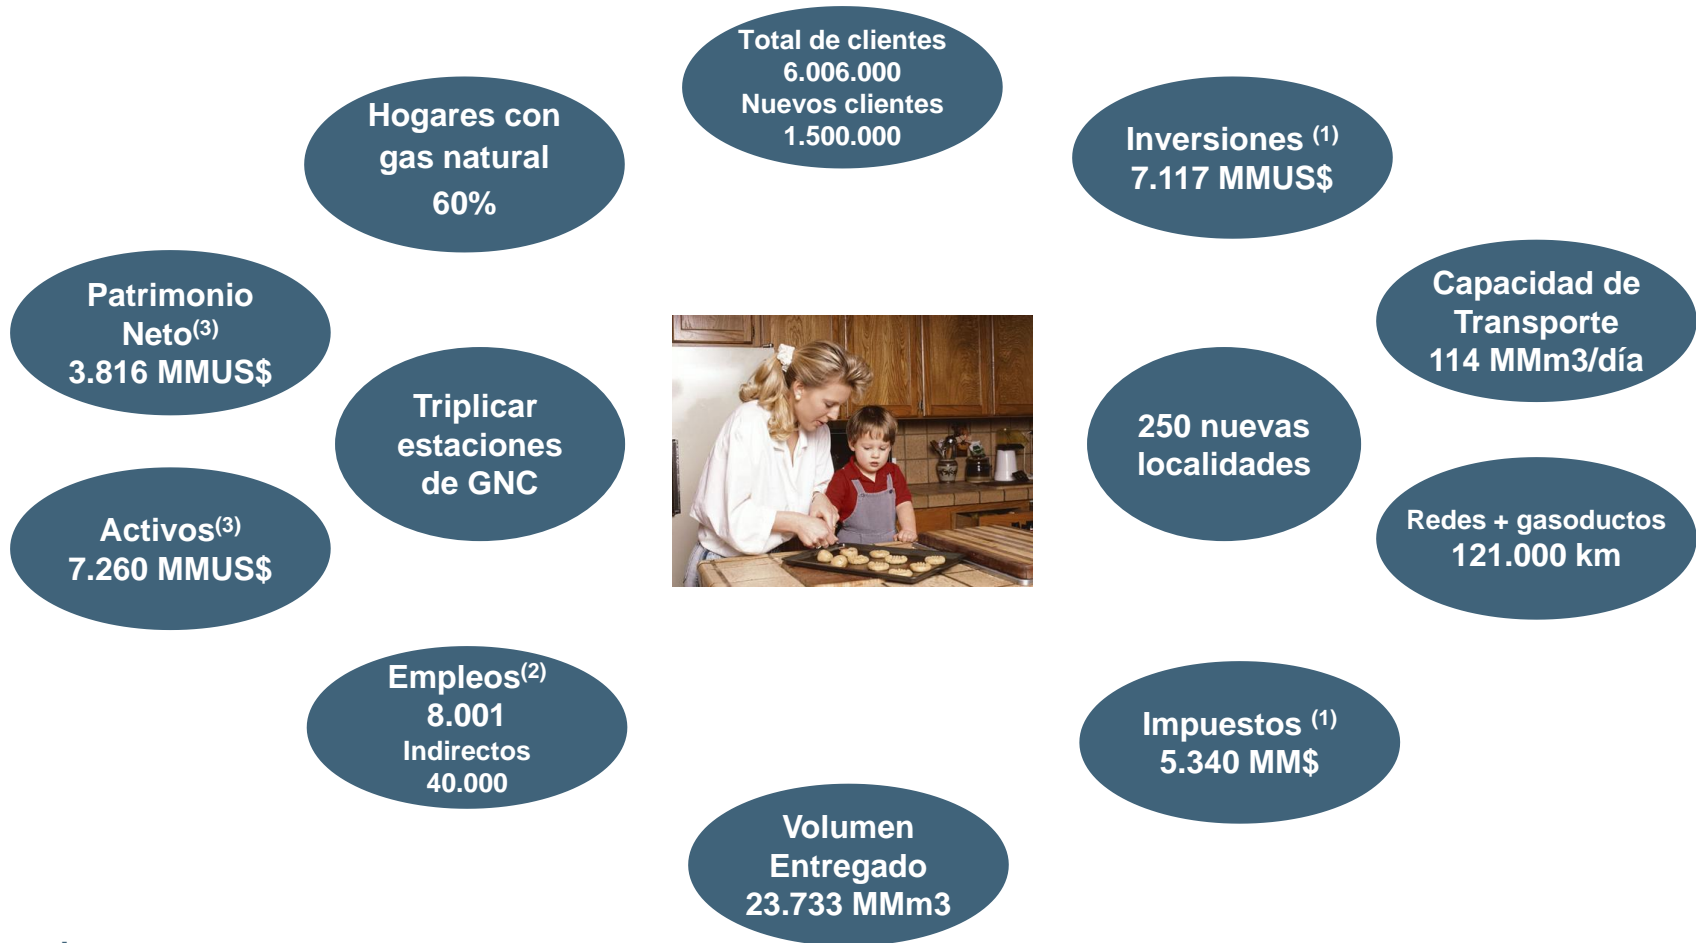 Total de clientes
6.006.000
Nuevos clientes
1.500.000
Hogares con
gas natural
60%
Inversiones (1)
7.117 MMUS$
Patrimonio
Neto(3)
3.816 MMUS$
Capacidad de
Transporte
114 MMm3/día
Triplicar
estaciones
de GNC
250 nuevas
localidades
Activos(3)
7.260 MMUS$
Redes + gasoductos
121.000 km
Empleos(2)
8.001
Indirectos
40.000
Impuestos (1)
5.340 MM$
Volumen
Entregado
23.733 MMm3